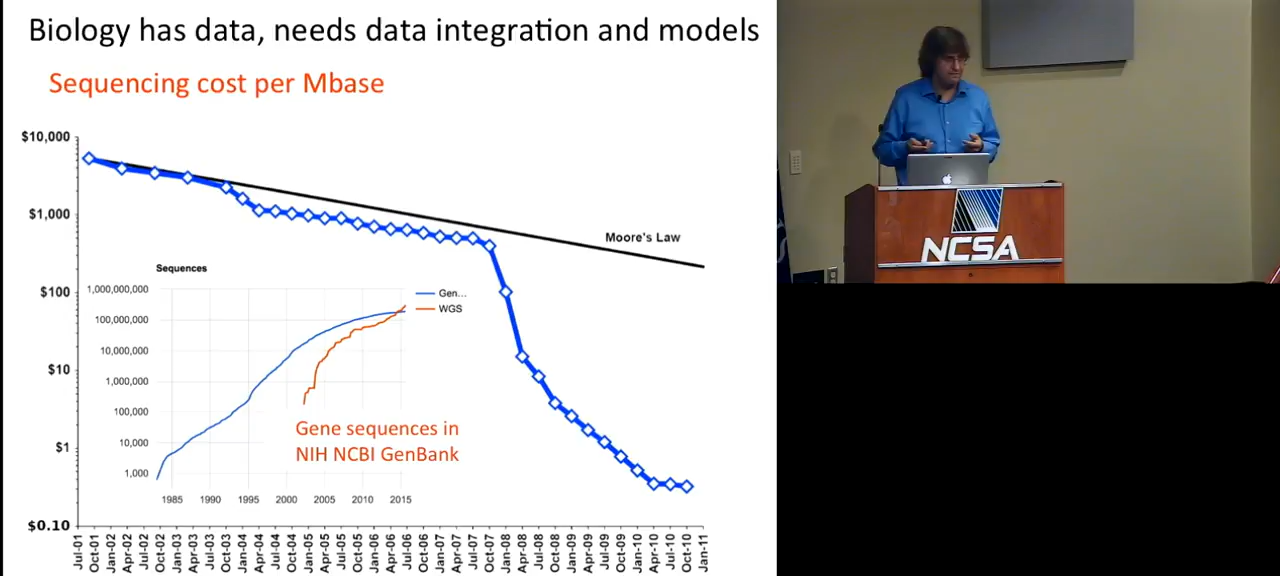 Biology has data, needs data integration and models
Sequencing cost per Mbase
$10,000
$1,000
$100
$10
$1
$0.10
Moore's Law
Sequences
1,000,000,000
100,000,000
10,000,000
1,000,000
100,000
10,000
1,000
1985 1990 1995 2000 2005 2010 2015
Gen...
WGS
Gene sequences in
NIH NCBI GenBank
Jul-01
Oct-01
Jan-02
Apr-02
Jul-02
Oct-02
Jan-03
Apr-03
Jul-03
Oct-03
Jan-04
Apr-04
Jul-04
Oct-04
Jan-05
Apr-05
Jul-05
Oct-05
Jan-06
Apr-06
Jul-06
Oct-06
Jan-07
Apr-07
Jul-07
Oct-07
Jan-08
Apr-08
Jul-08
Oct-08
Jan-09
Apr-09
Jul-09
Oct-09
Jan-10
Apr-10
Jul-10
Oct-10
Jan-11
NCSA